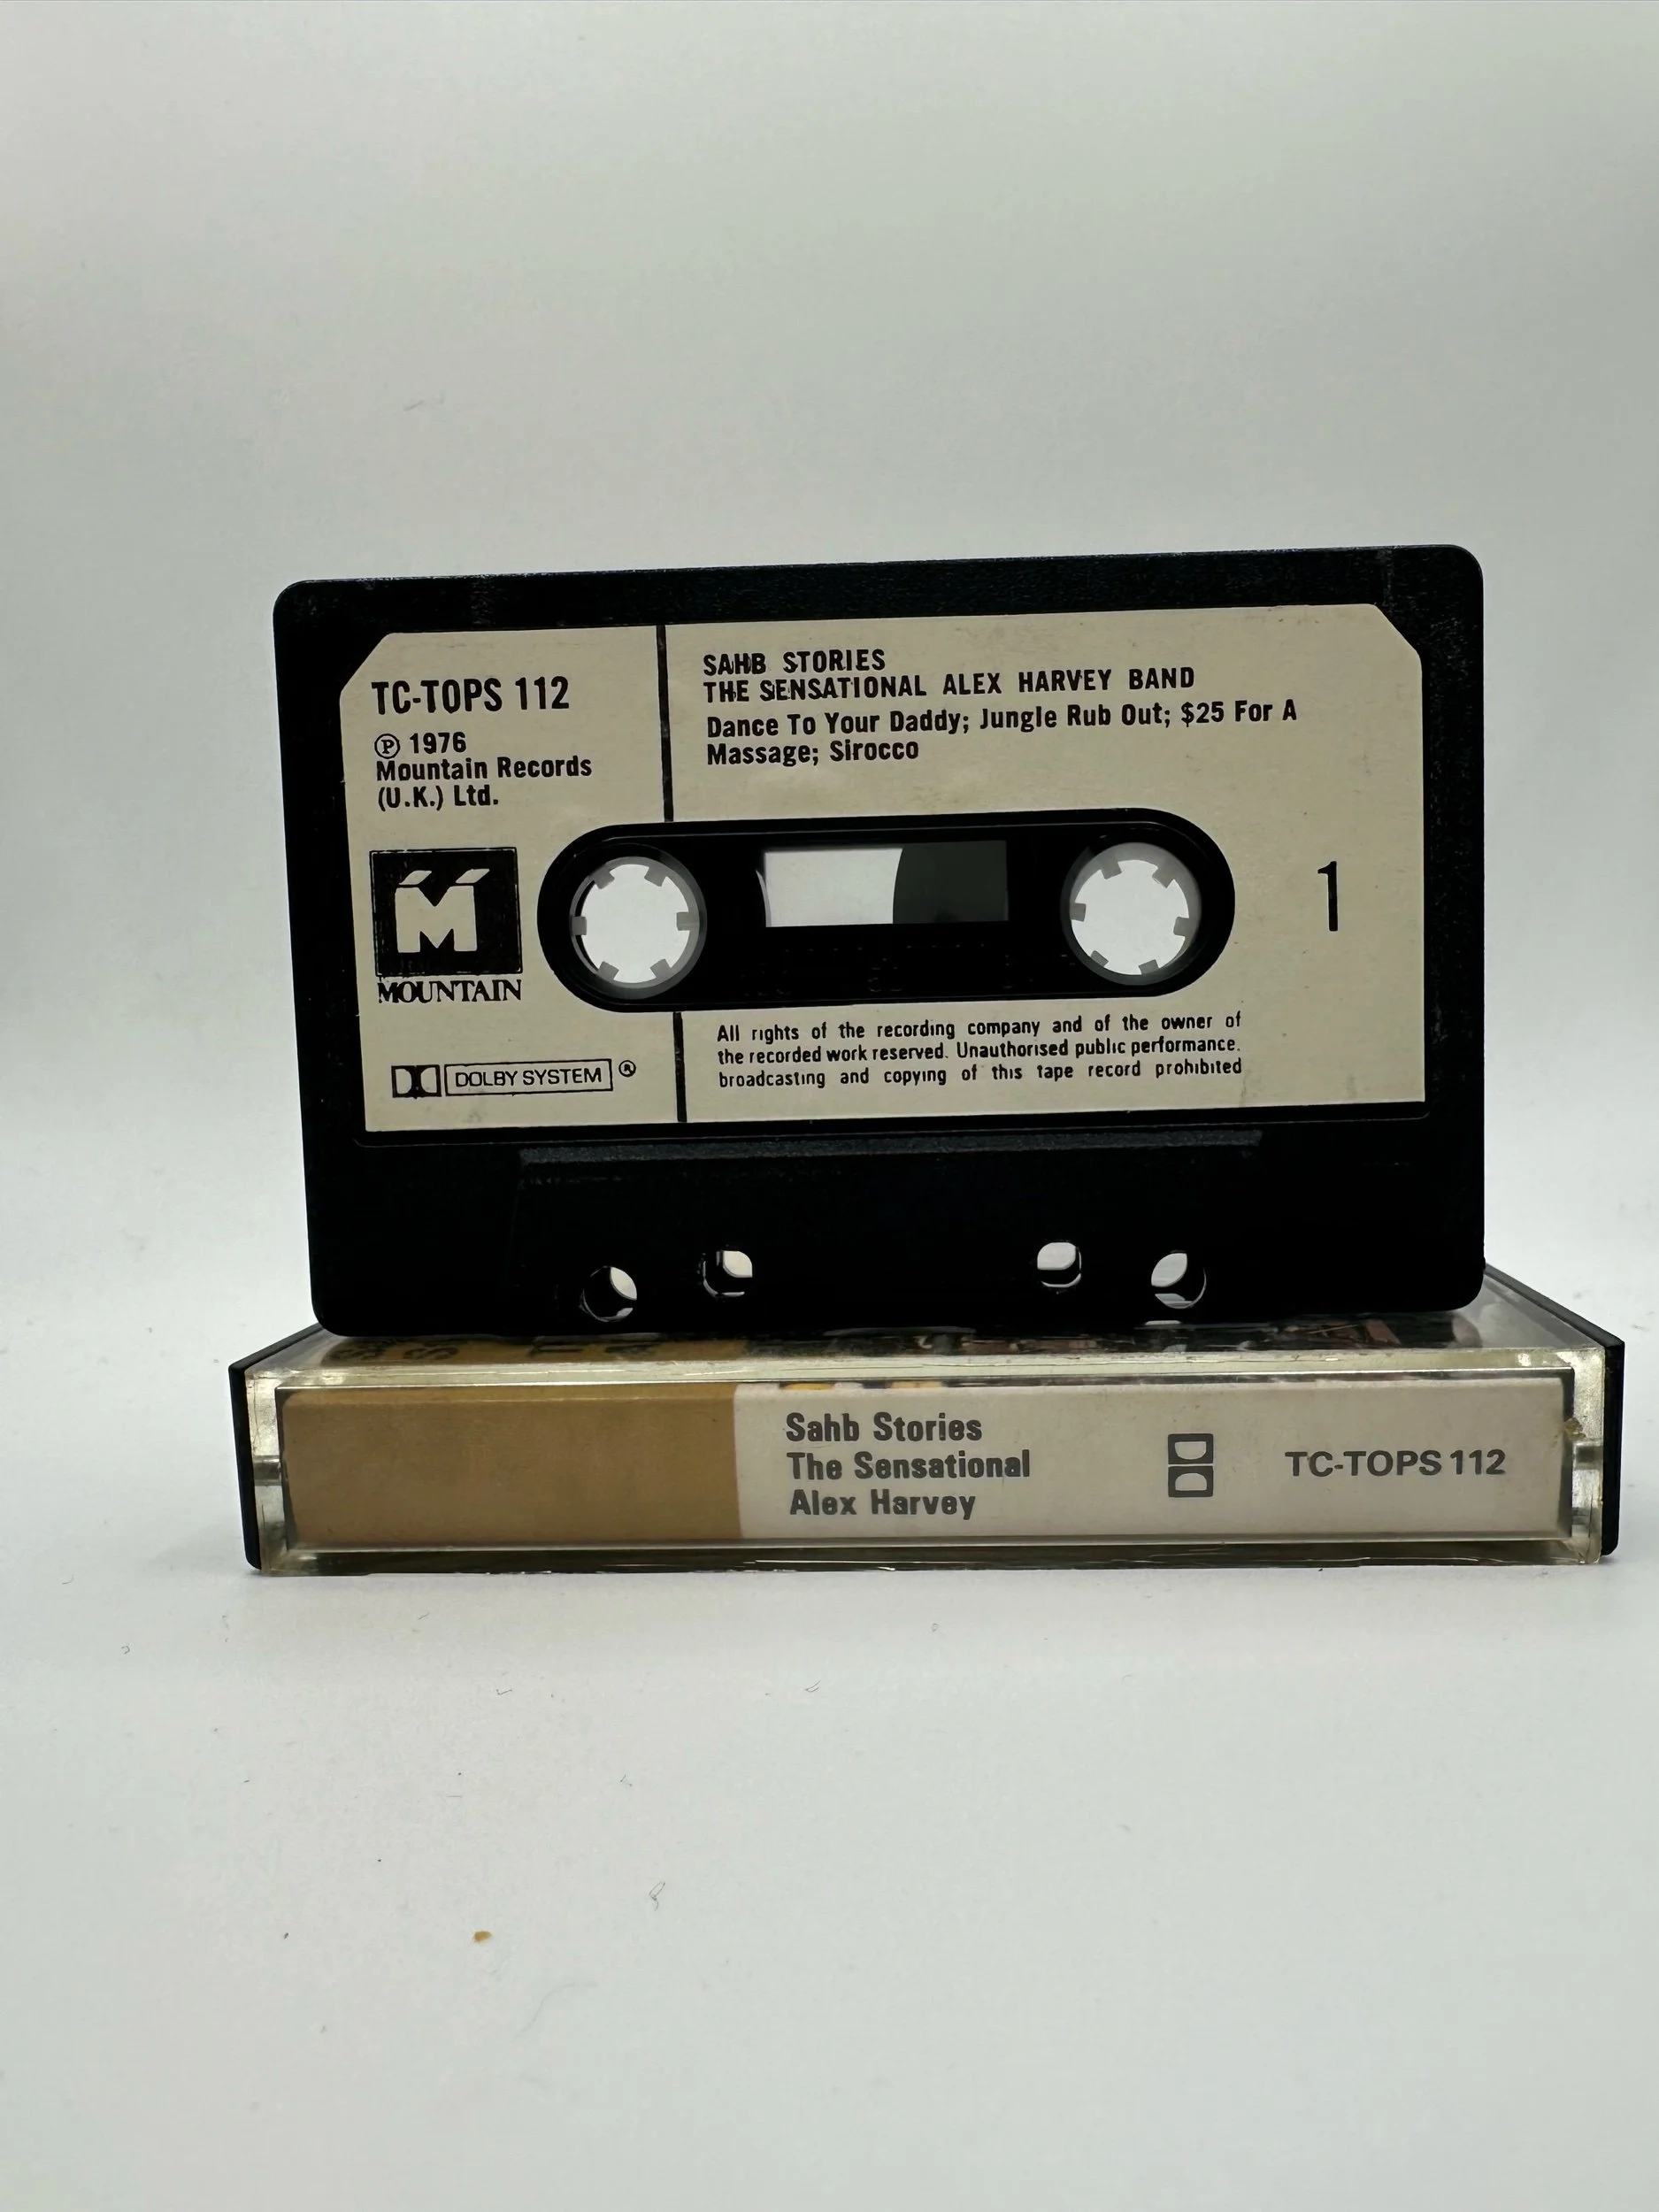 TC-TOPS 112
Ⓟ 1976
Mountain Records
(U.K.) Ltd.
M
MOUNTAIN
DOLBY SYSTEM ®
SAHB STORIES
THE SENSATIONAL ALEX HARVEY BAND
Dance To Your Daddy; Jungle Rub Out; $25 For A
Massage; Sirocco
1
All rights of the recording company and of the owner of
the recorded work reserved. Unauthorised public performance.
broadcasting and copying of this tape record prohibited
Sahb Stories
The Sensational
Alex Harvey
TC-TOPS 112